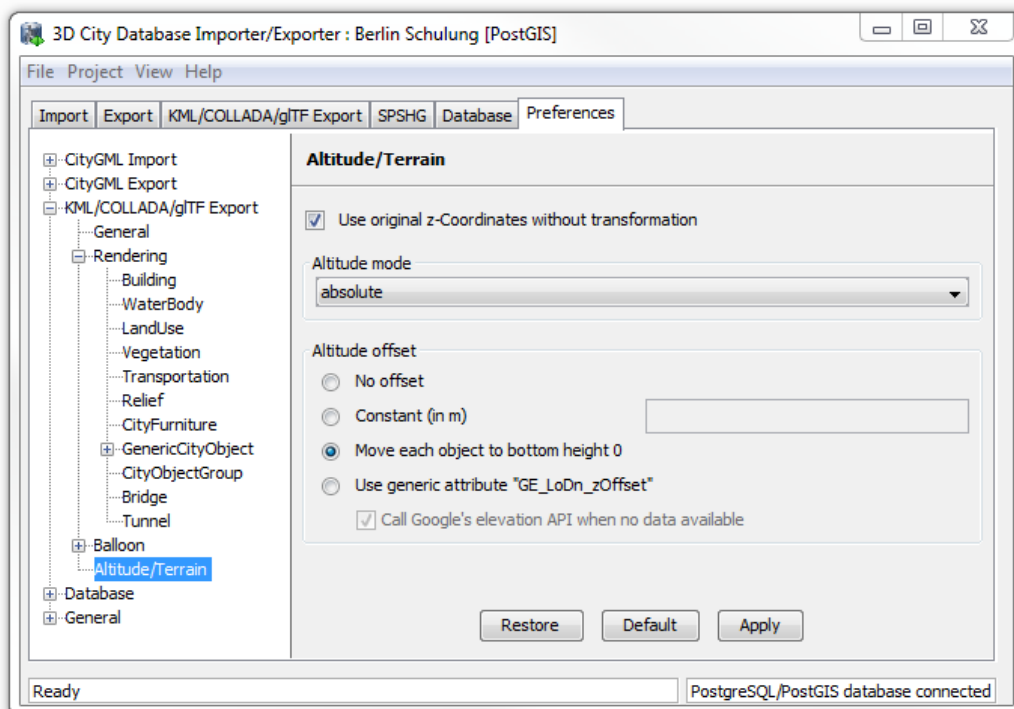 3D City Database Importer/Exporter : Berlin Schulung [PostGIS]
File Project View Help
Import Export KML/COLLADA/glTF Export SPSHG Database Preferences
CityGML Import
CityGML Export
KML/COLLADA/glTF Export
General
Rendering
Building
WaterBody
LandUse
Vegetation
Transportation
Relief
CityFurniture
GenericCityObject
CityObjectGroup
Bridge
Tunnel
Balloon
Altitude/Terrain
Database
General
Altitude/Terrain
Use original z-Coordinates without transformation
Altitude mode
absolute
Altitude offset
No offset
Constant (in m)
Move each object to bottom height 0
Use generic attribute "GE_LoDn_zOffset"
Call Google's elevation API when no data available
Restore Default Apply
Ready PostgreSQL/PostGIS database connected